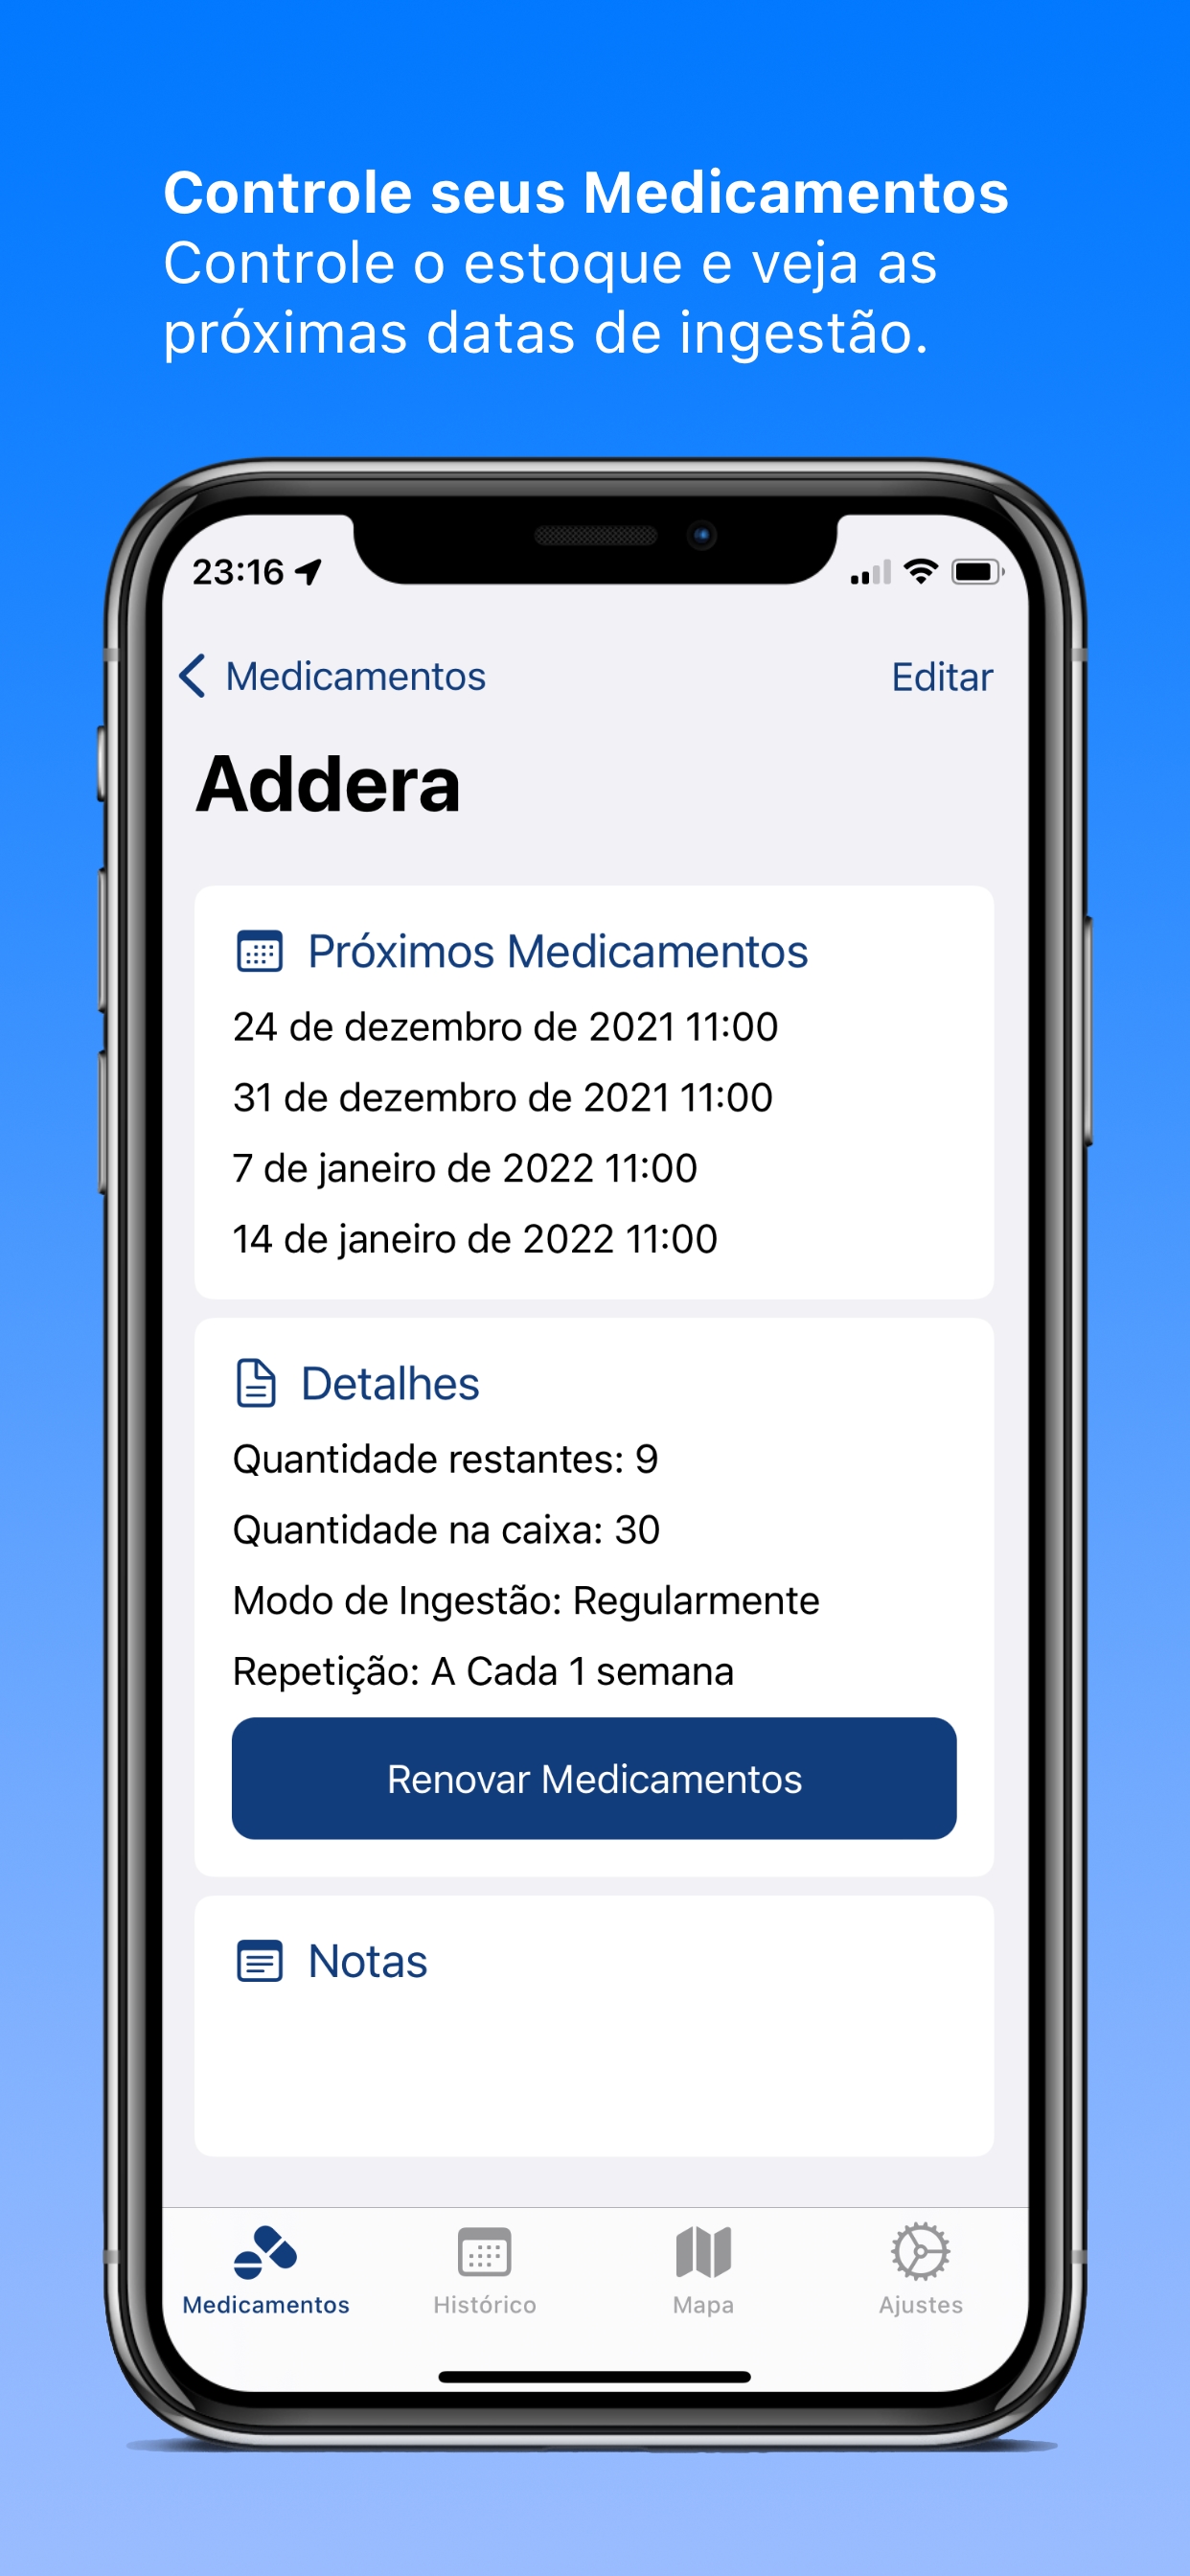 Controle seus Medicamentos
Controle o estoque e veja as
próximas datas de ingestão.
23:16
Medicamentos
Editar
Addera
Próximos Medicamentos
24 de dezembro de 2021 11:00
31 de dezembro de 2021 11:00
7 de janeiro de 2022 11:00
14 de janeiro de 2022 11:00
Detalhes
Quantidade restantes: 9
Quantidade na caixa: 30
Modo de Ingestão: Regularmente
Repetição: A Cada 1 semana
Renovar Medicamentos
Notas
Medicamentos
Histórico
Mapa
Ajustes